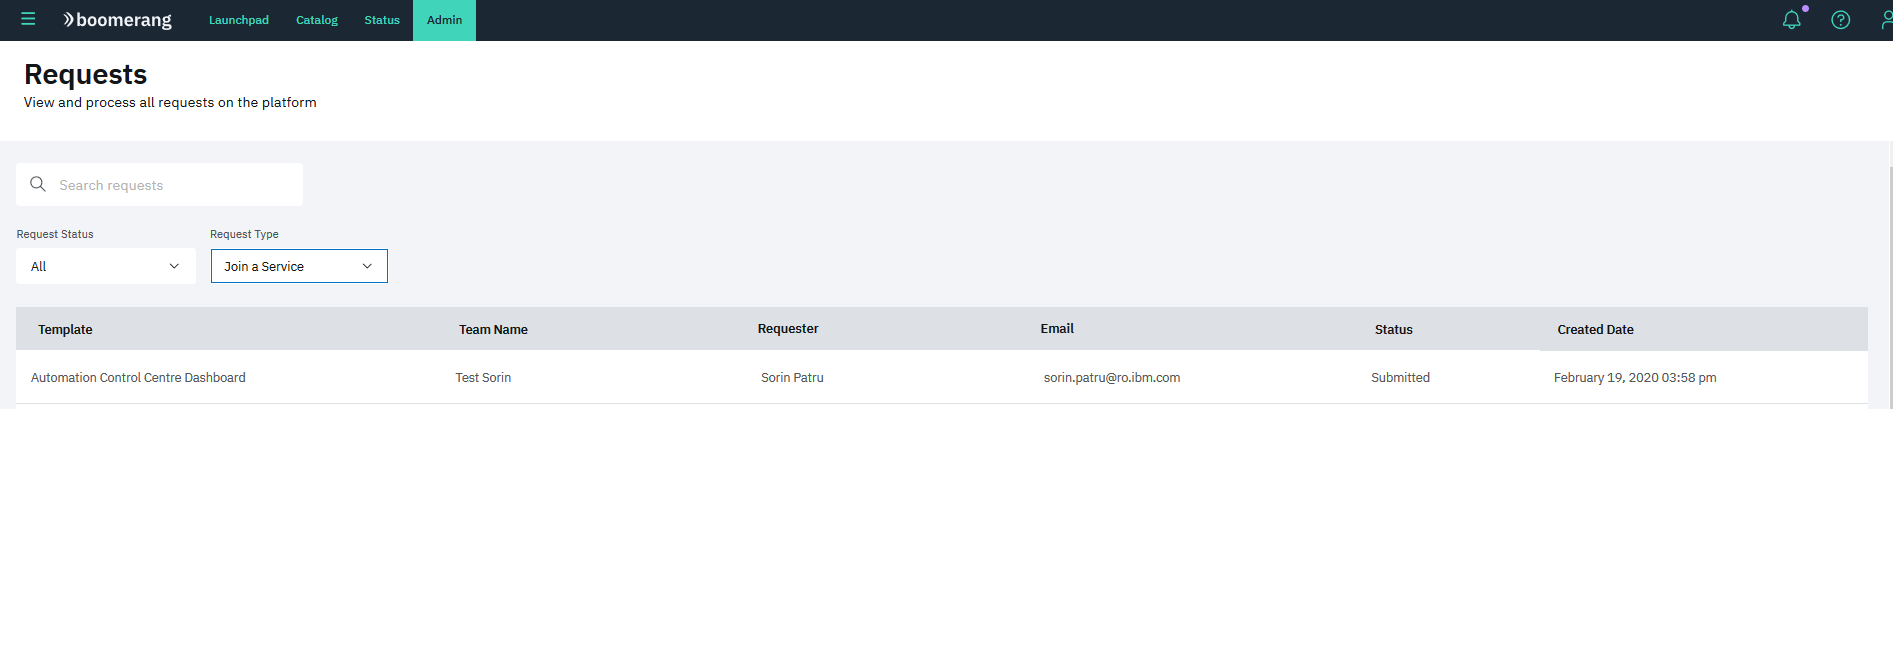 boomerang Launchpad Catalog Status Admin
Requests
View and process all requests on the platform
Search requests
Request Status Request Type
All Join a Service
Template Team Name Requester Email Status Created Date
Automation Control Centre Dashboard Test Sorin Sorin Patru sorin.patru@ro.ibm.com Submitted February 19, 2020 03:58 pm